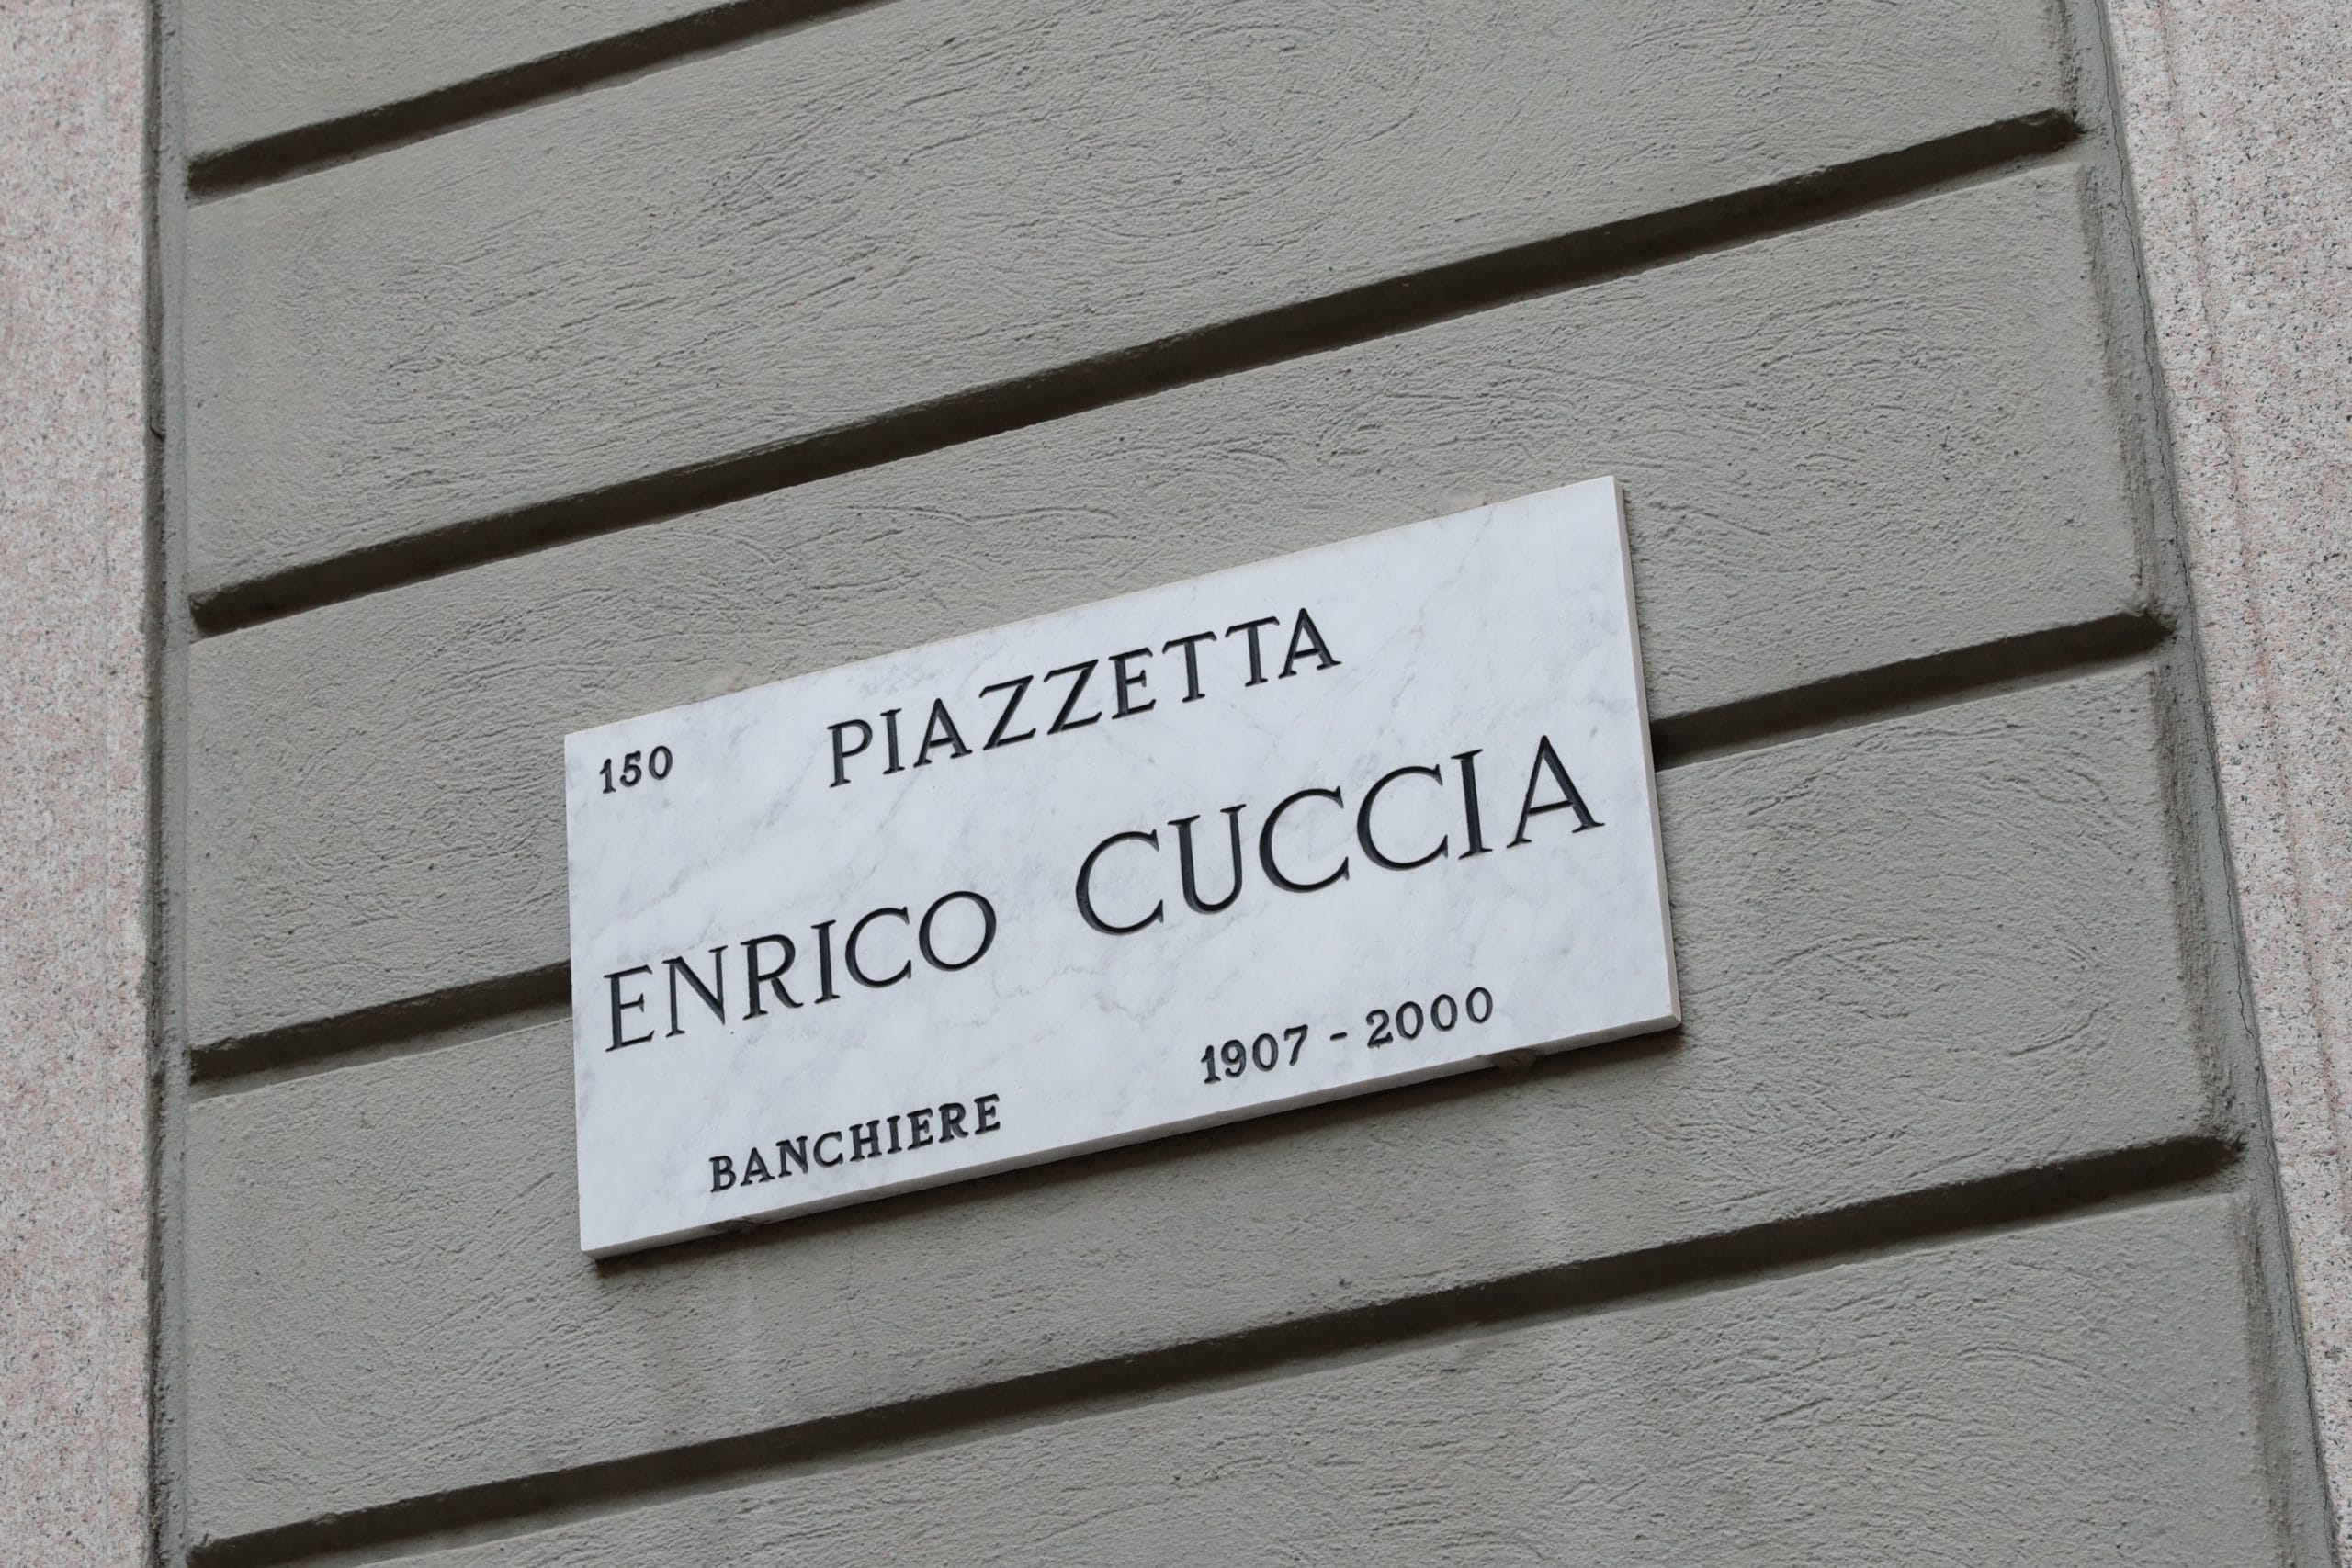 150
PIAZZETTA
ENRICO CUCCIA
BANCHIERE 1907 - 2000